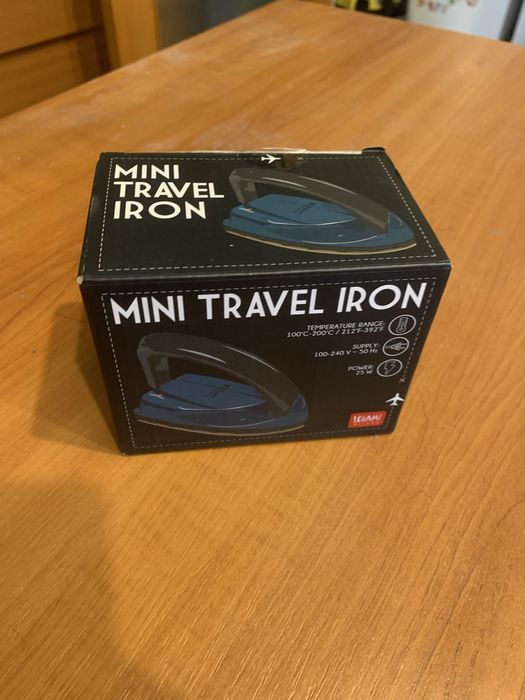 MINI
TRAVEL
IRON
MINI TRAVEL IRON
TEMPERATURE RANGE:
100°C-200°C / 212°F-392°F
SUPPLY:
100-240 V ~ 50 Hz
POWER:
25 W
LEGAMI
MILANO